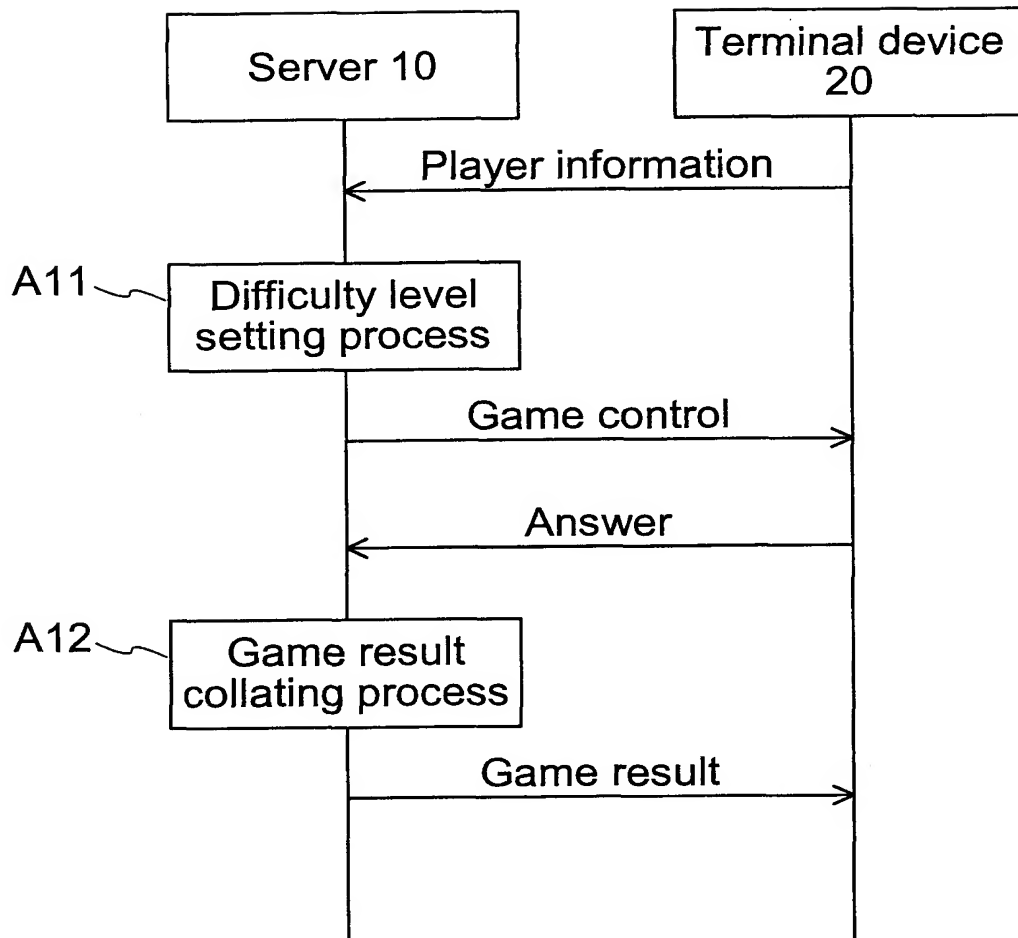 Server 10
Terminal device
20
Player information
A11
Difficulty level
setting process
Game control
Answer
A12
Game result
collating process
Game result